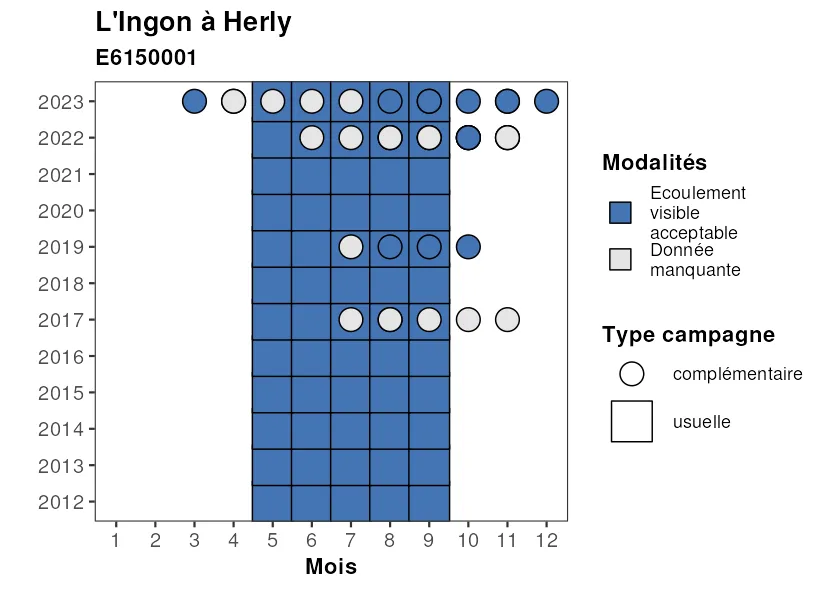 L'Ingon à Herly
E6150001
2023
2022
2021
2020
2019
2018
2017
2016
2015
2014
2013
2012
1 2 3 4 5 6 7 8 9 10 11 12
Mois
Modalités
Ecoulement
visible
acceptable
Donnée
manquante
Type campagne
complémentaire
usuelle